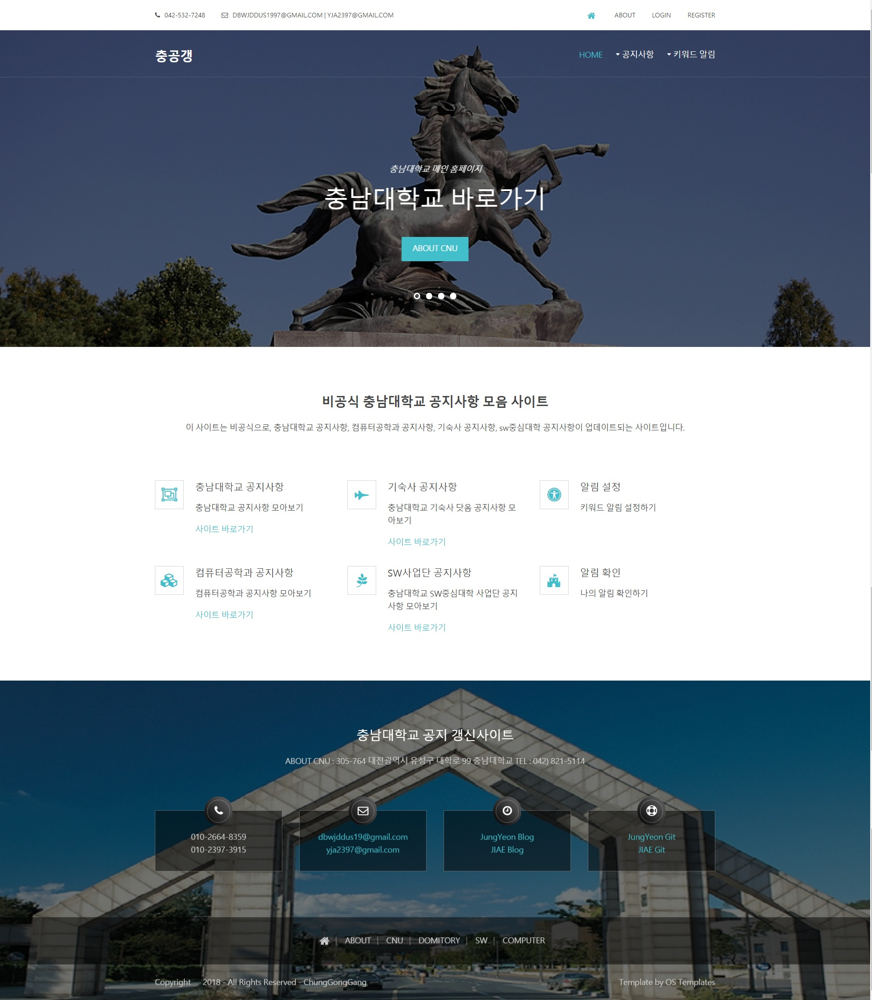 042-532-7248
DBWJDDUS1997@GMAIL.COM | YJA2397@GMAIL.COM
ABOUT
LOGIN
REGISTER
충공갱
HOME
공지사항
키워드 알림
충남대학교 메인 홈페이지
충남대학교 바로가기
ABOUT CNU
비공식 충남대학교 공지사항 모음 사이트
이 사이트는 비공식으로, 충남대학교 공지사항, 컴퓨터공학과 공지사항, 기숙사 공지사항, sw중심대학 공지사항이 업데이트되는 사이트입니다.
충남대학교 공지사항
충남대학교 공지사항 모아보기
사이트 바로가기
기숙사 공지사항
충남대학교 기숙사 닷옴 공지사항 모
아보기
사이트 바로가기
알림 설정
키워드 알림 설정하기
컴퓨터공학과 공지사항
컴퓨터공학과 공지사항 모아보기
사이트 바로가기
SW사업단 공지사항
충남대학교 SW중심대학 사업단 공지
사항 모아보기
사이트 바로가기
알림 확인
나의 알림 확인하기
충남대학교 공지 갱신사이트
ABOUT CNU : 305-764 대전광역시 유성구 대학로 99 충남대학교 TEL : 042) 821-5114
010-2664-8359
010-2397-3915
dbwjddus19@gmail.com
yja2397@gmail.com
JungYeon Blog
JIAE Blog
JungYeon Git
JIAE Git
| ABOUT | CNU | DOMITORY | SW | COMPUTER
Copyright 2018 - All Rights Reserved - ChungGongGang
Template by OS Templates